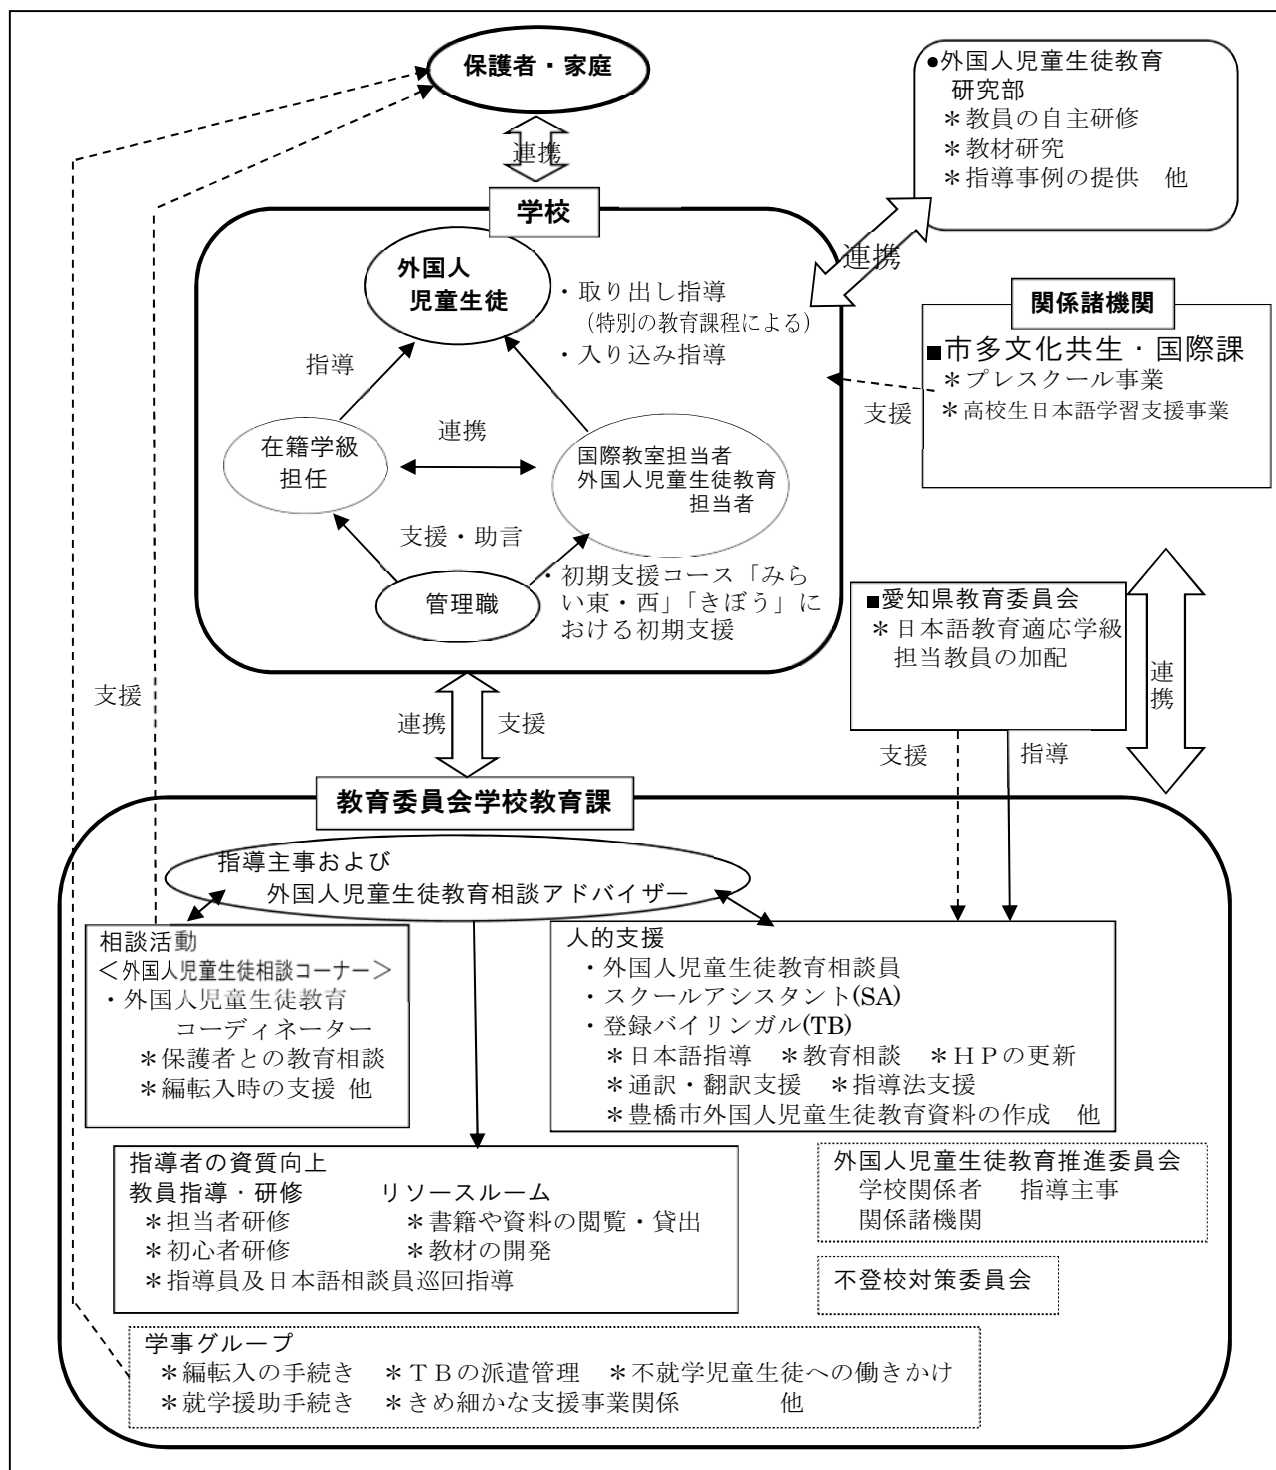 保護者・家庭
連携
●外国人児童生徒教育
研究部
＊教員の自主研修
＊教材研究
＊指導事例の提供　他
連携
学校
外国人
児童生徒
・取り出し指導
（特別の教育課程による）
・入り込み指導
指導
在籍学級
担任
連携
国際教室担当者
外国人児童生徒教育
担当者
支援・助言
管理職
・初期支援コース「みら
い東・西」「きぼう」に
おける初期支援
関係諸機関
■市多文化共生・国際課
＊プレスクール事業
＊高校生日本語学習支援事業
支援
■愛知県教育委員会
＊日本語教育適応学級
担当教員の加配
連携
支援
指導
支援
連携
支援
教育委員会学校教育課
指導主事および
外国人児童生徒教育相談アドバイザー
相談活動
＜外国人児童生徒相談コーナー＞
・外国人児童生徒教育
コーディネーター
＊保護者との教育相談
＊編転入時の支援 他
人的支援
・外国人児童生徒教育相談員
・スクールアシスタント(SA)
・登録バイリンガル(TB)
＊日本語指導　＊教育相談　＊ＨＰの更新
＊通訳・翻訳支援　＊指導法支援
＊豊橋市外国人児童生徒教育資料の作成　他
指導者の資質向上
教員指導・研修　　リソースルーム
＊担当者研修　　＊書籍や資料の閲覧・貸出
＊初心者研修　　＊教材の開発
＊指導員及日本語相談員巡回指導
外国人児童生徒教育推進委員会
学校関係者　指導主事
関係諸機関
不登校対策委員会
学事グループ
＊編転入の手続き　＊ＴＢの派遣管理　＊不就学児童生徒への働きかけ
＊就学援助手続き　＊きめ細かな支援事業関係　　他